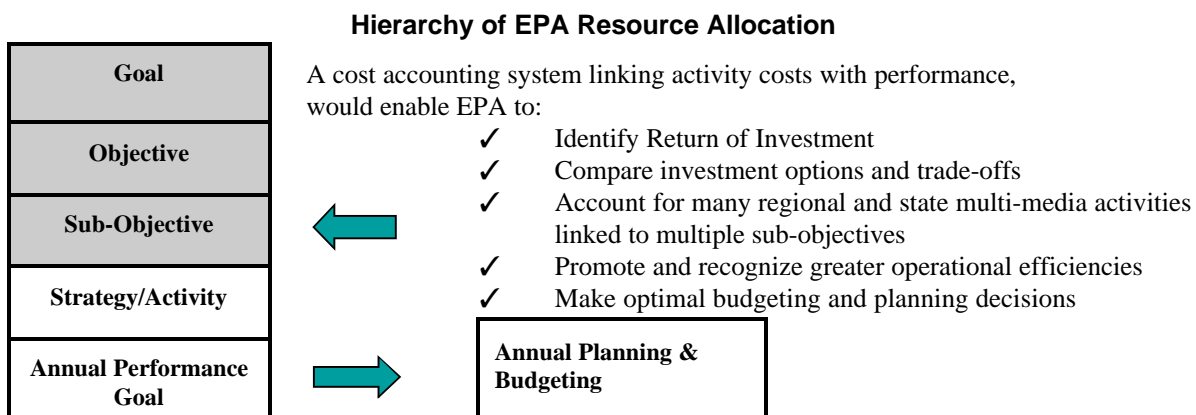 Hierarchy of EPA Resource Allocation
Goal
Objective
Sub-Objective
Strategy/Activity
Annual Performance
Goal
A cost accounting system linking activity costs with performance,
would enable EPA to:
✓ Identify Return of Investment
✓ Compare investment options and trade-offs
✓ Account for many regional and state multi-media activities
linked to multiple sub-objectives
✓ Promote and recognize greater operational efficiencies
✓ Make optimal budgeting and planning decisions
Annual Planning &
Budgeting